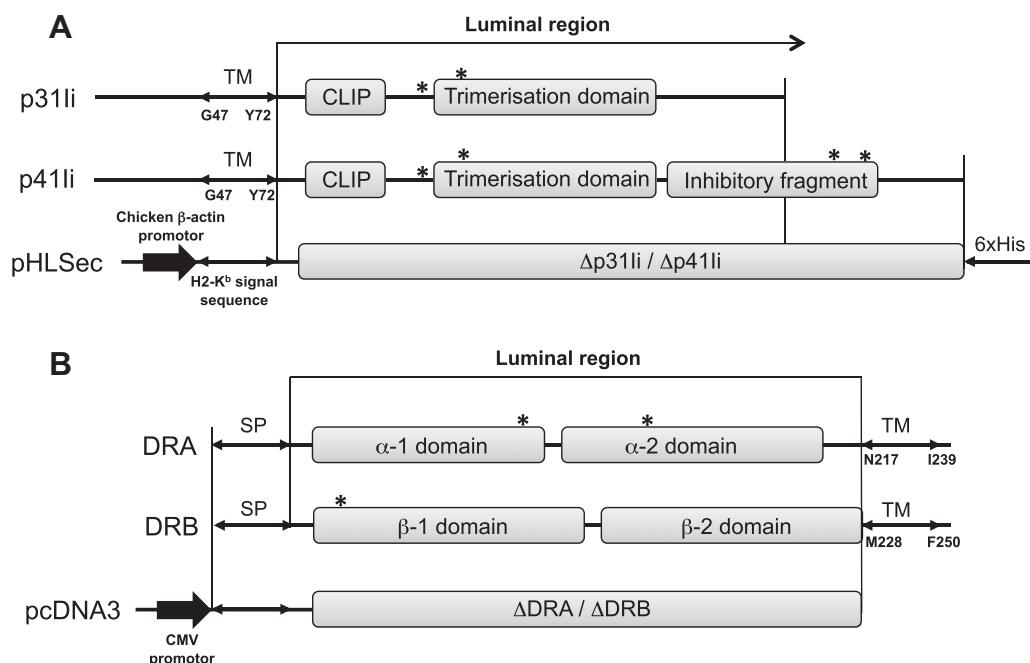 A
Luminal region
p31Ii
TM
G47 Y72
CLIP
*
*
Trimerisation domain
p41Ii
TM
G47 Y72
CLIP
*
*
Trimerisation domain
* *
Inhibitory fragment
Chicken β-actin
promotor
pHLSec
H2-Kᵇ signal
sequence
Δp31Ii / Δp41Ii
6xHis
B
Luminal region
DRA
SP
*
α-1 domain
*
α-2 domain
TM
N217 I239
DRB
SP
*
β-1 domain
β-2 domain
TM
M228 F250
pcDNA3
CMV
promotor
ΔDRA / ΔDRB